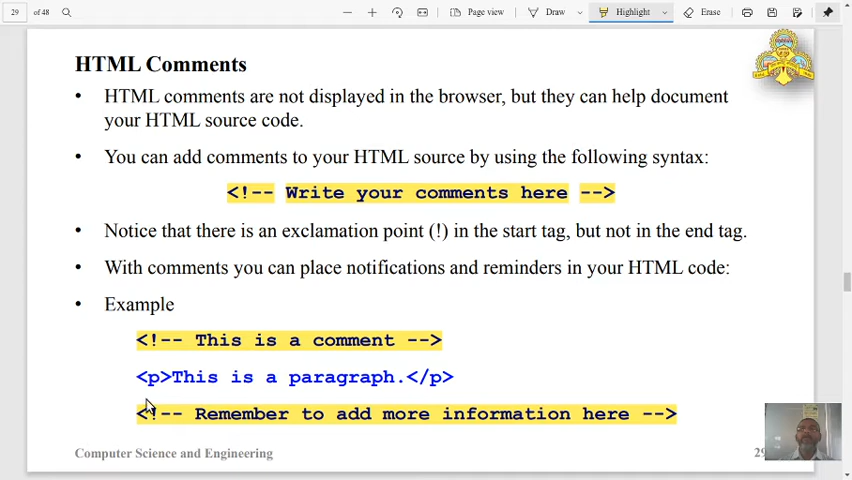 29 of 48 Page view Draw Highlight Erase
HTML Comments
• HTML comments are not displayed in the browser, but they can help document
your HTML source code.
• You can add comments to your HTML source by using the following syntax:
<!-- Write your comments here -->
• Notice that there is an exclamation point (!) in the start tag, but not in the end tag.
• With comments you can place notifications and reminders in your HTML code:
• Example
<!-- This is a comment -->
<p>This is a paragraph.</p>
<!-- Remember to add more information here -->
Computer Science and Engineering 29